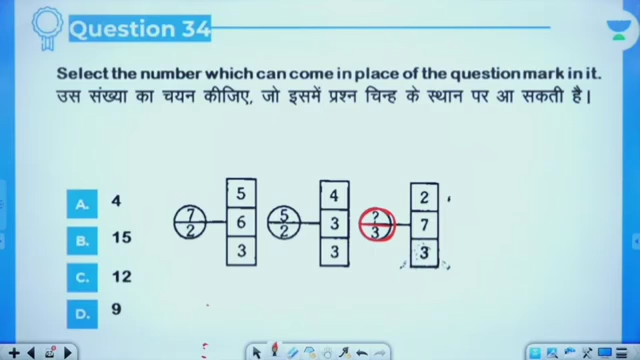 Question 34
Select the number which can come in place of the question mark in it.
उस संख्या का चयन कीजिए, जो इसमें प्रश्न चिन्ह के स्थान पर आ सकती है।
A. 4
B. 15
C. 12
D. 9
7
2
5
6
3
5
2
4
3
3
?
3
2
7
3